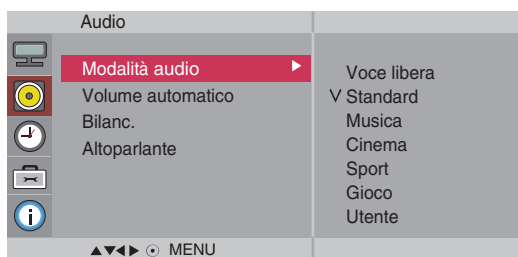 Audio
Modalità audio
Volume automatico
Bilanc.
Altoparlante
Voce libera
Standard
Musica
Cinema
Sport
Gioco
Utente
MENU